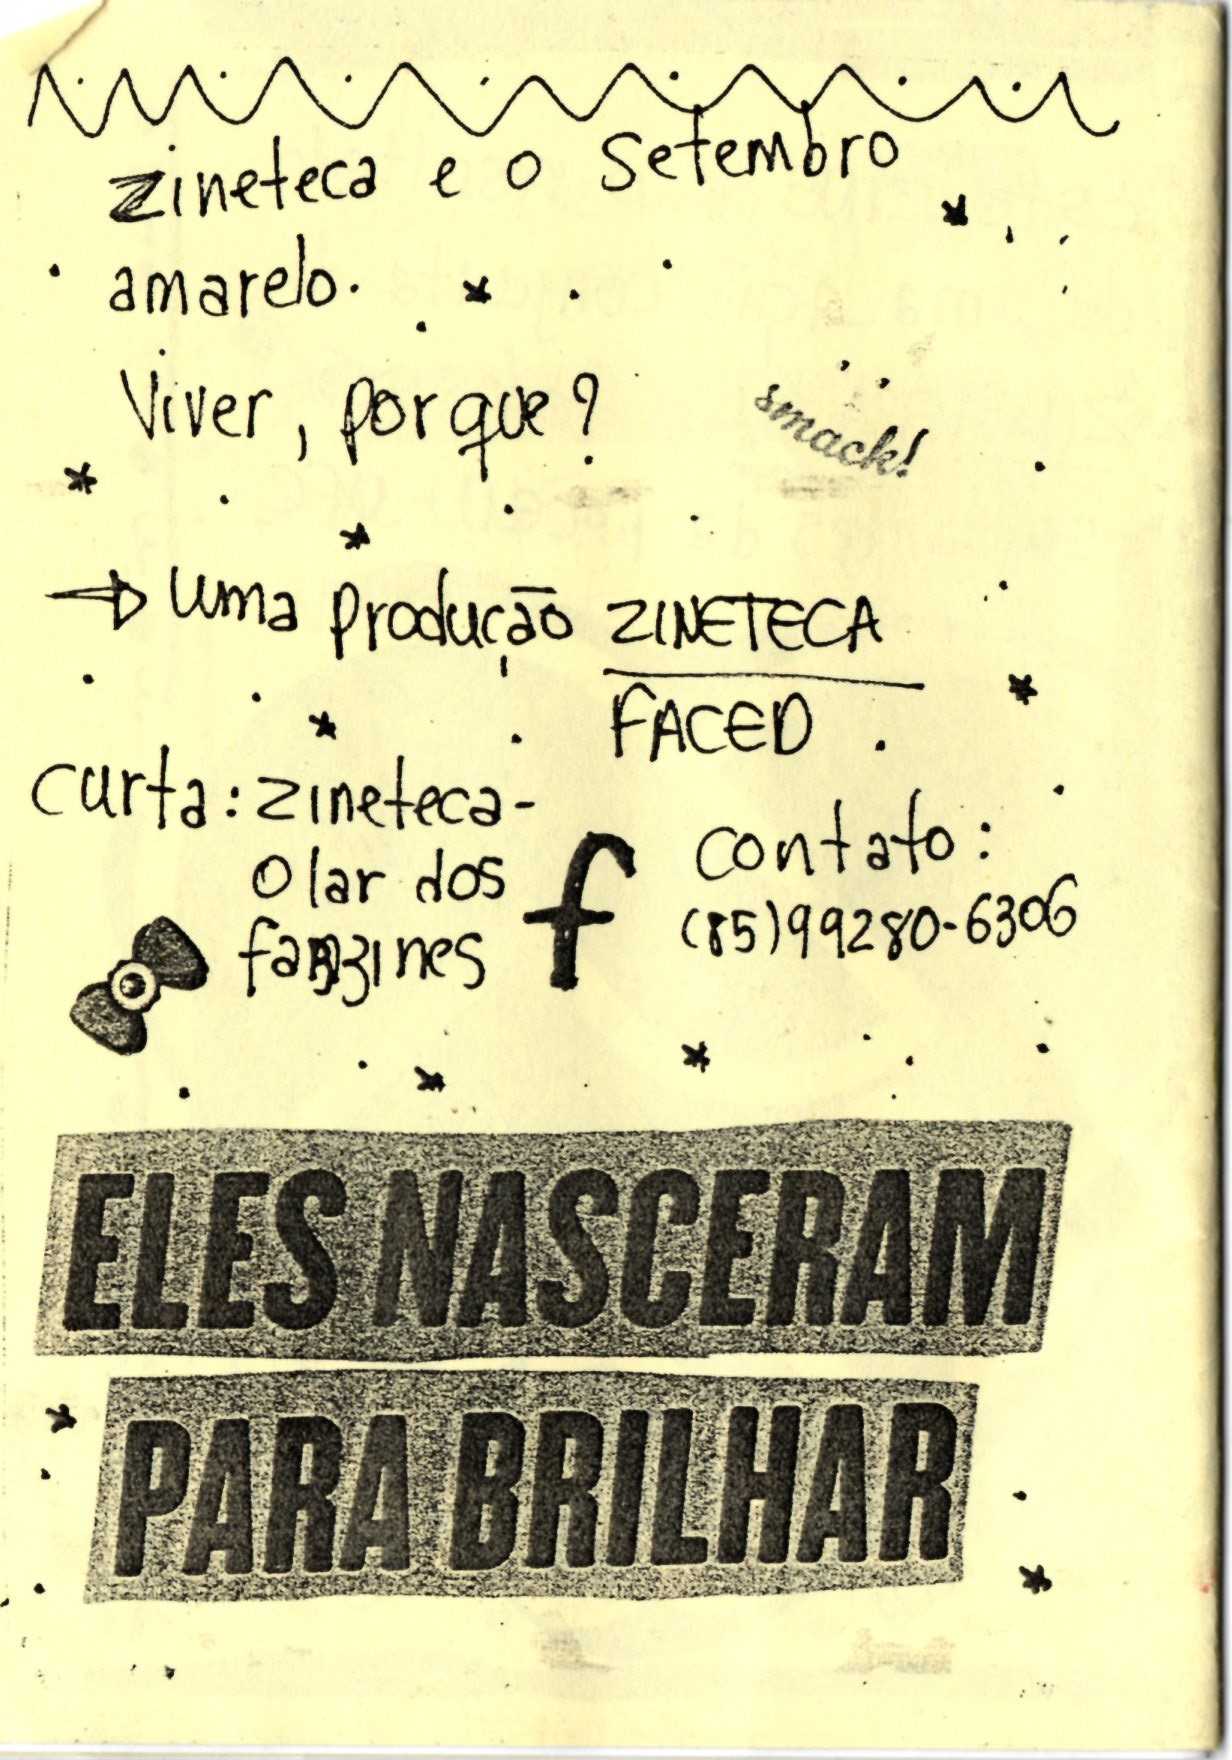 zineteca e o Setembro
amarelo.
Viver, porque?
smack!
uma produção ZINETECA
FACED
curta: zineteca-
O lar dos
fanzines
f
contato:
(85)99280-6306
ELES NASCERAM
PARA BRILHAR